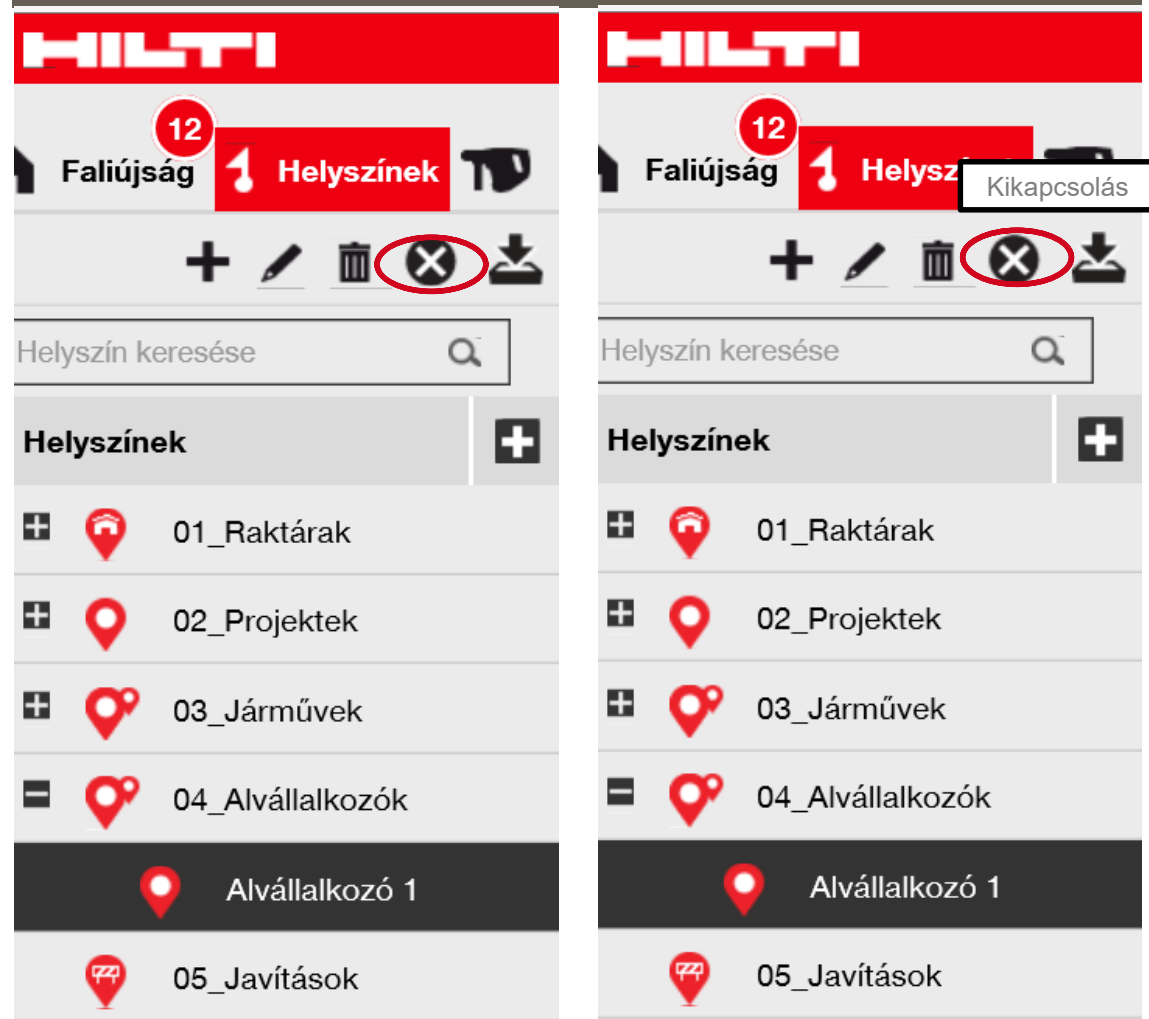 HILTI
12
Faliújság
Helyszínek
Helyszín keresése
Helyszínek
01_Raktárak
02_Projektek
03_Járművek
04_Alvállalkozók
Alvállalkozó 1
05_Javítások
HILTI
12
Faliújság
Helysz
Kikapcsolás
Helyszín keresése
Helyszínek
01_Raktárak
02_Projektek
03_Járművek
04_Alvállalkozók
Alvállalkozó 1
05_Javítások